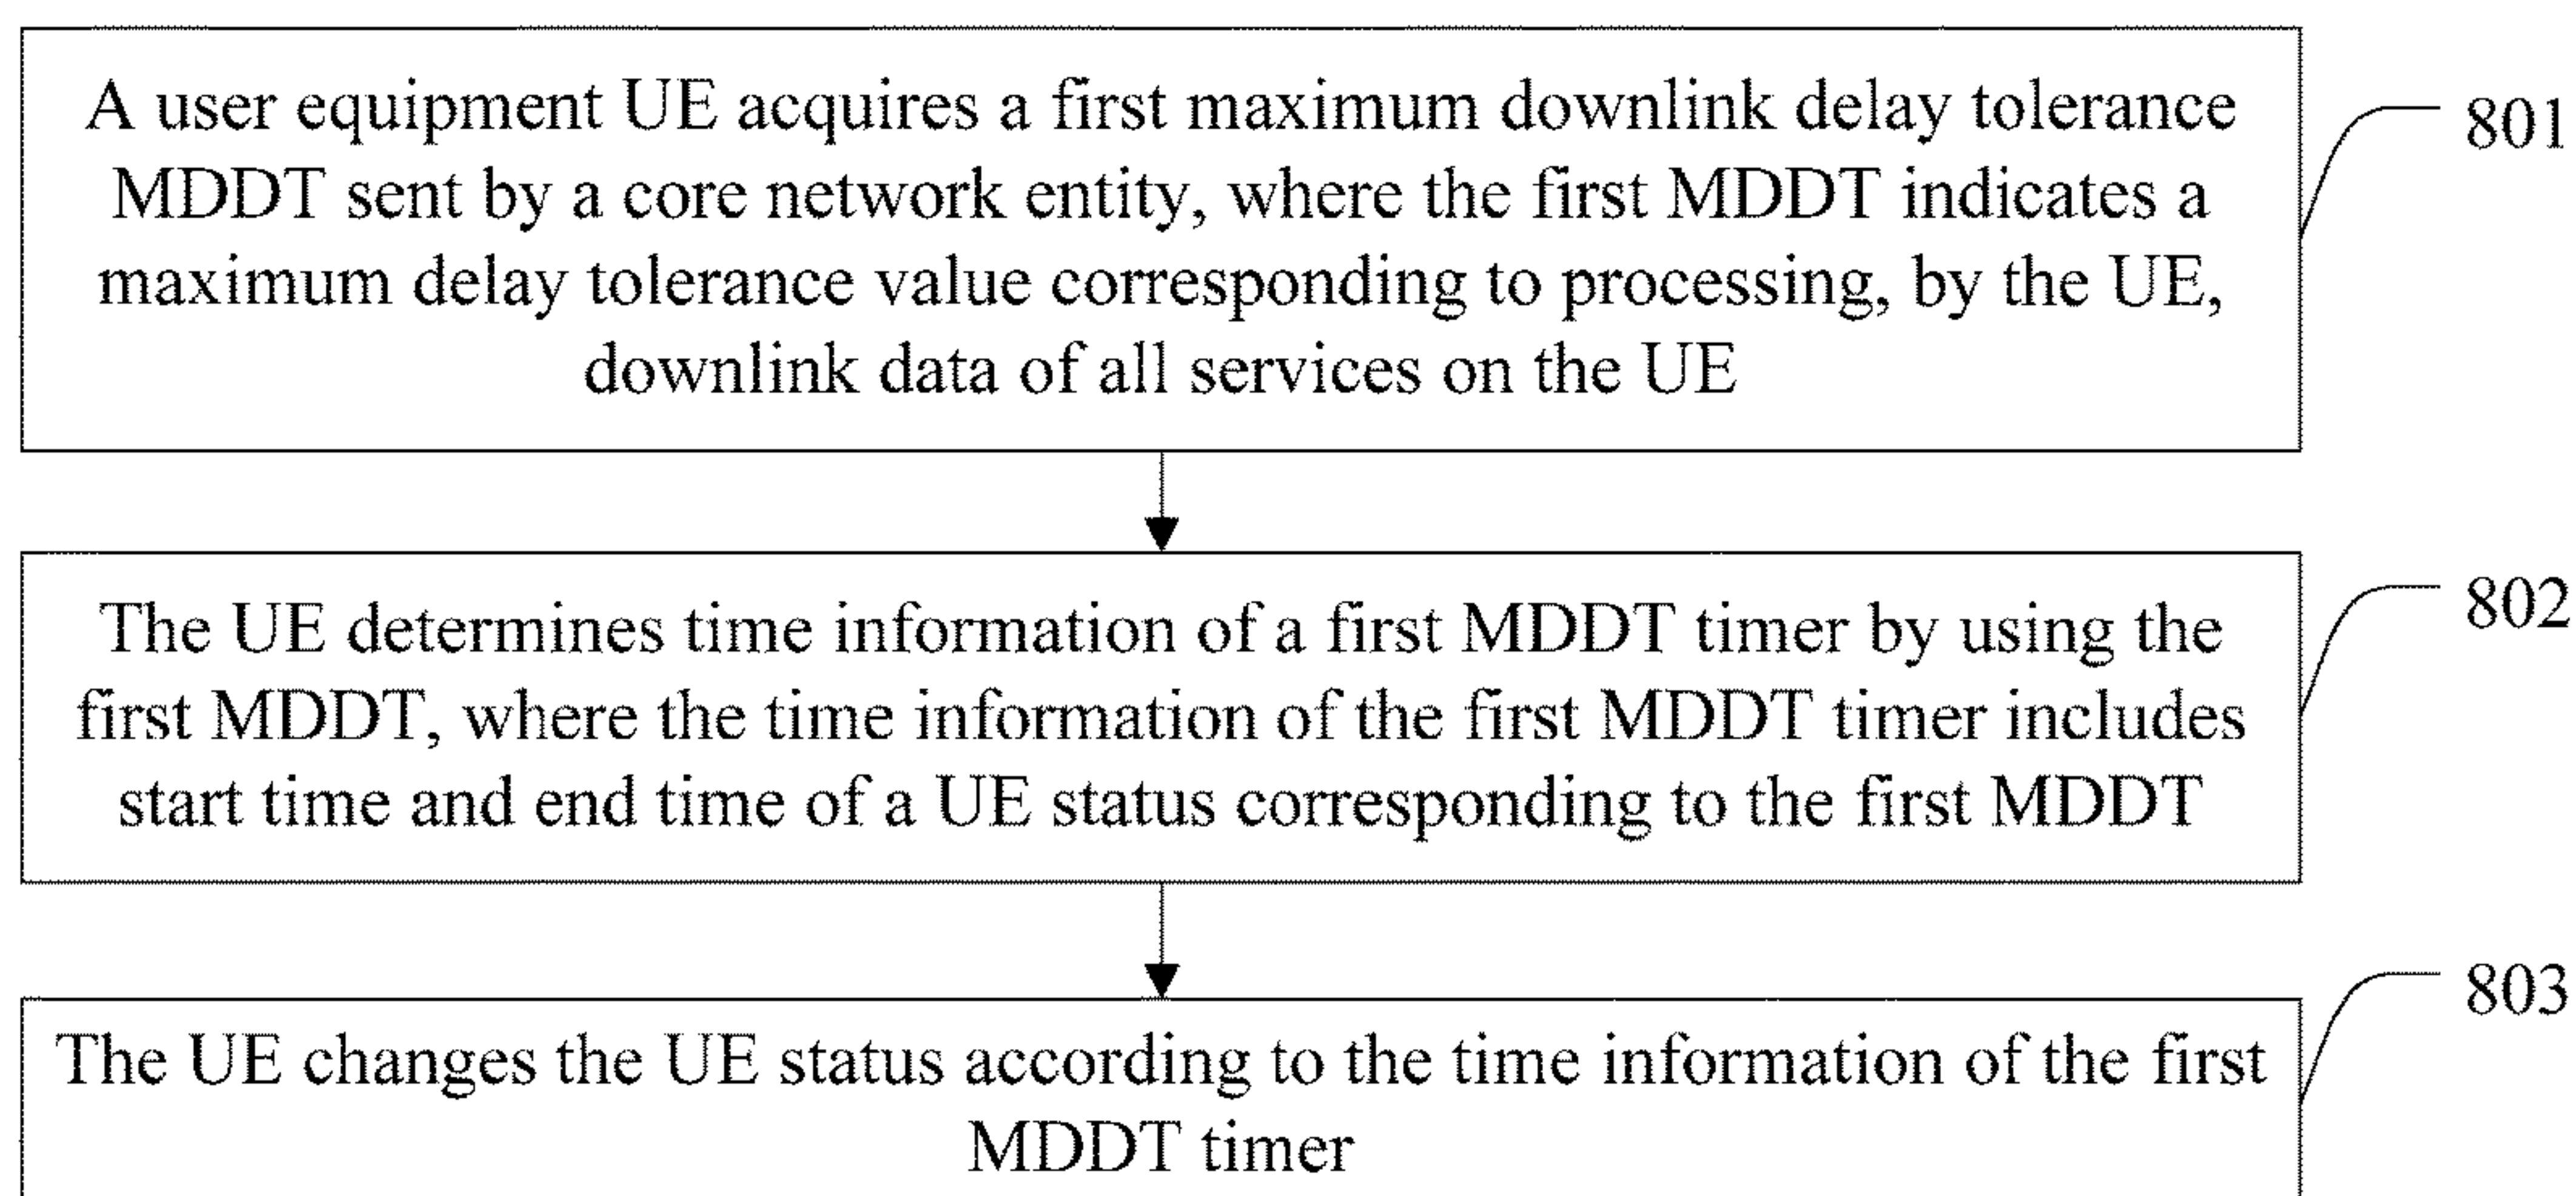 A user equipment UE acquires a first maximum downlink delay tolerance
MDDT sent by a core network entity, where the first MDDT indicates a
maximum delay tolerance value corresponding to processing, by the UE,
downlink data of all services on the UE
801
The UE determines time information of a first MDDT timer by using the
first MDDT, where the time information of the first MDDT timer includes
start time and end time of a UE status corresponding to the first MDDT
802
The UE changes the UE status according to the time information of the first
MDDT timer
803